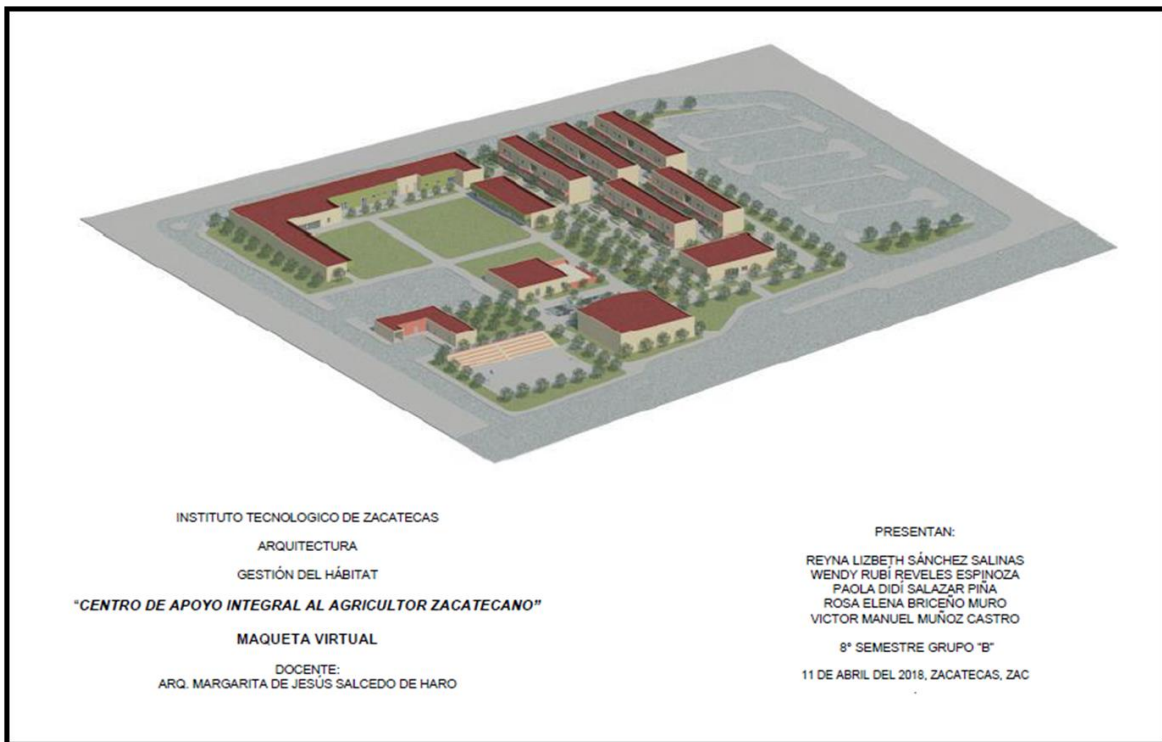 INSTITUTO TECNOLOGICO DE ZACATECAS
ARQUITECTURA
GESTIÓN DEL HÁBITAT
“CENTRO DE APOYO INTEGRAL AL AGRICULTOR ZACATECANO”
MAQUETA VIRTUAL
DOCENTE:
ARQ. MARGARITA DE JESÚS SALCEDO DE HARO
PRESENTAN:
REYNA LIZBETH SÁNCHEZ SALINAS
WENDY RUBÍ REVELES ESPINOZA
PAOLA DIDÍ SALAZAR PIÑA
ROSA ELENA BRICEÑO MURO
VICTOR MANUEL MUÑOZ CASTRO
8° SEMESTRE GRUPO “B”
11 DE ABRIL DEL 2018, ZACATECAS, ZAC
.